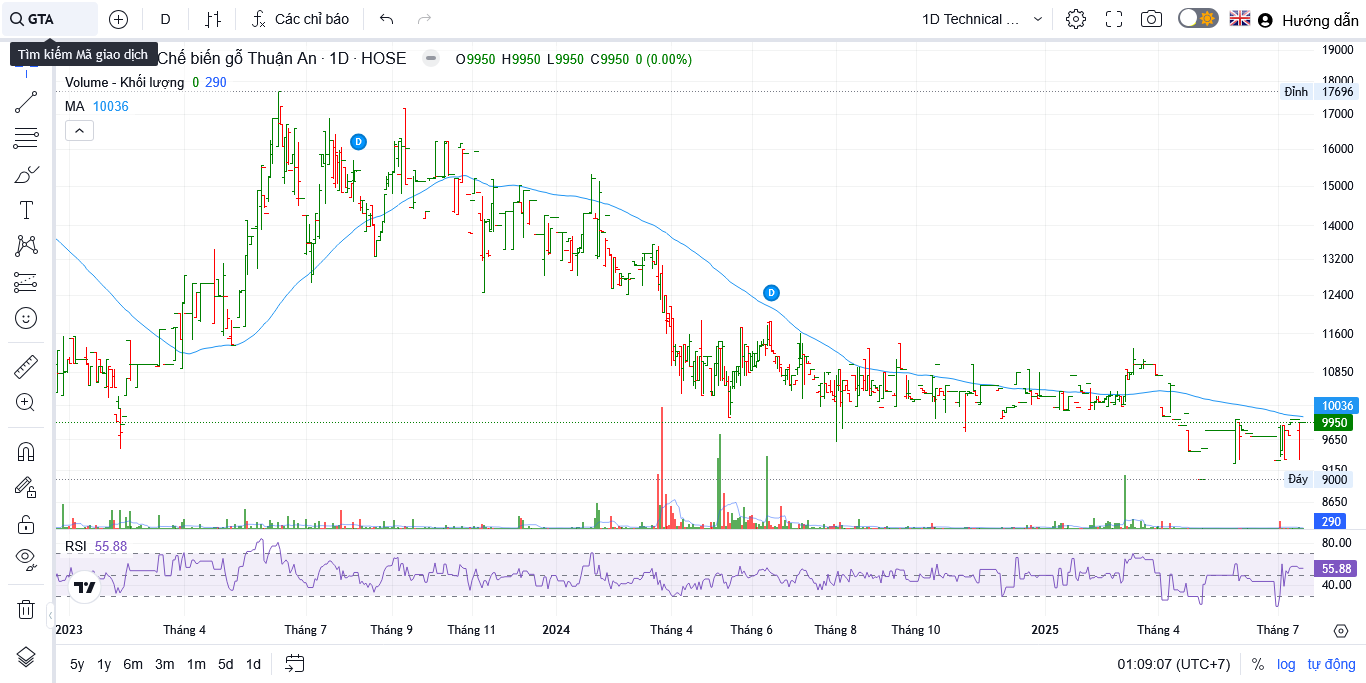 GTA
D
Các chỉ báo
1D Technical ...
Hướng dẫn
Tìm kiếm Mã giao dịch
Chế biến gỗ Thuận An · 1D · HOSE
O9950 H9950 L9950 C9950 0 (0.00%)
Volume - Khối lượng 0 290
MA 10036
D
D
19000
18000
Đỉnh 17696
17000
16000
15000
14000
13200
12400
11600
10850
10036
9950
9650
9150
Đáy 9000
8650
290
RSI 55.88
80.00
55.88
40.00
2023 Tháng 4 Tháng 7 Tháng 9 Tháng 11 2024 Tháng 4 Tháng 6 Tháng 8 Tháng 10 2025 Tháng 4 Tháng 7
5y 1y 6m 3m 1m 5d 1d
01:09:07 (UTC+7) % log tự động